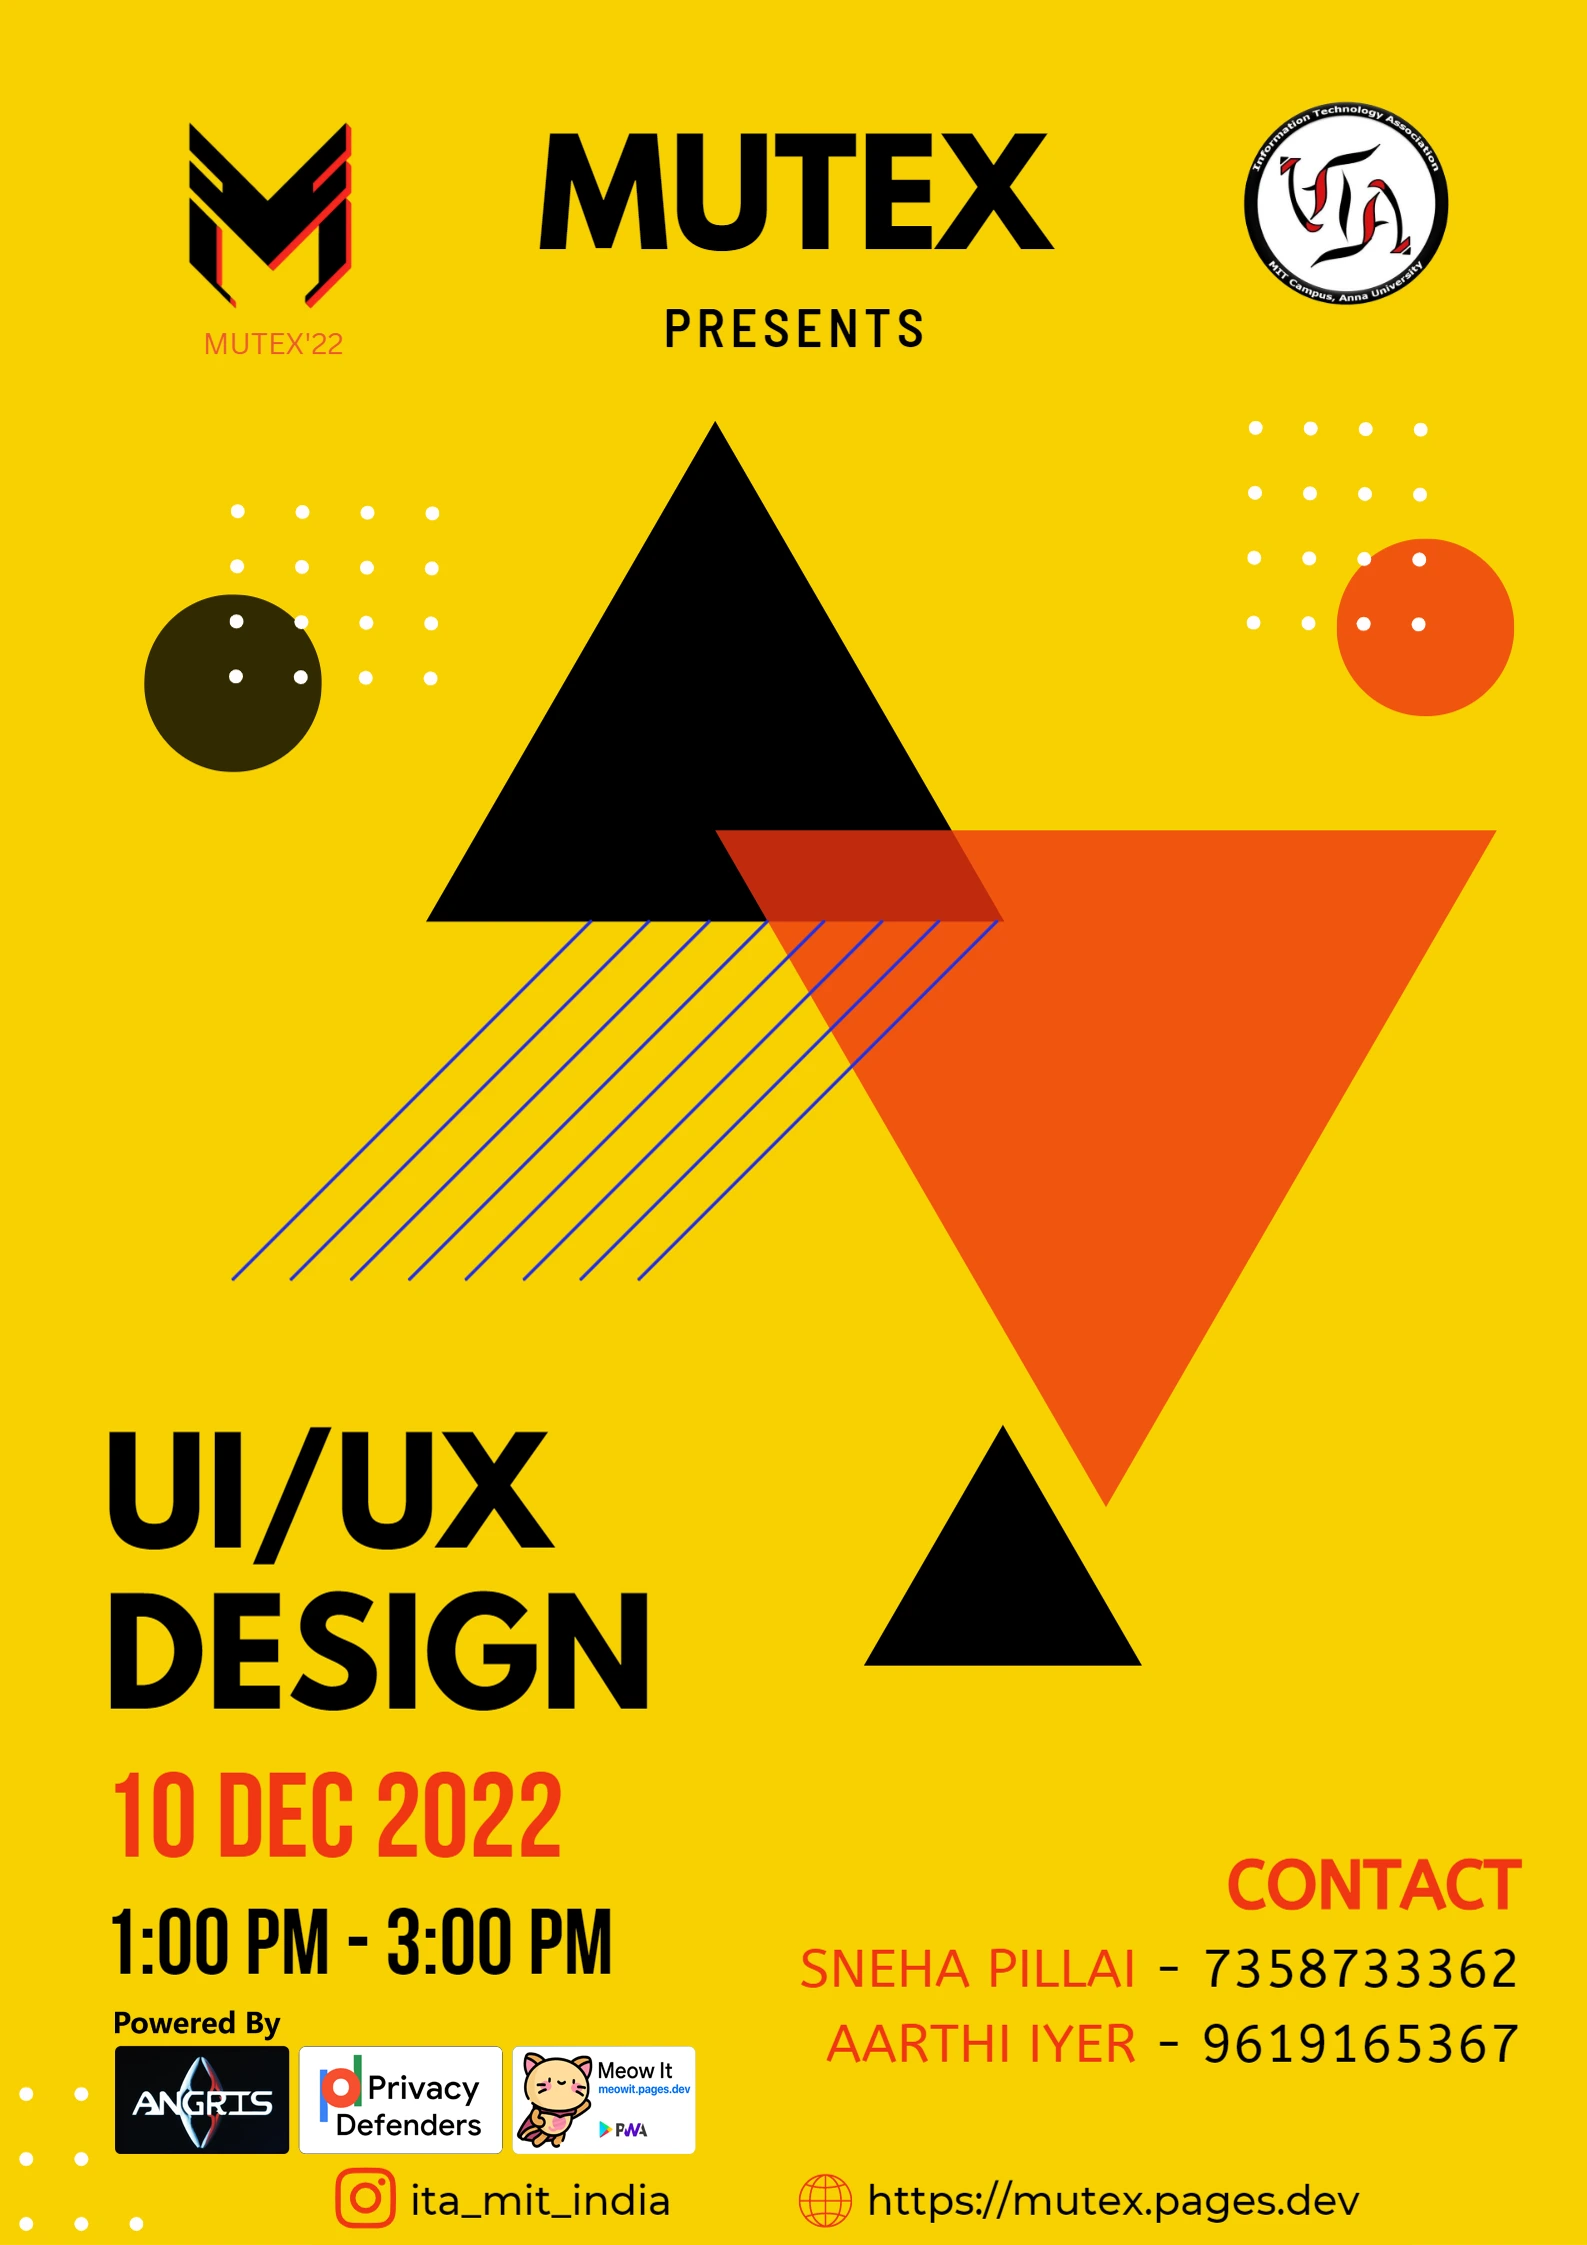 MUTEX
PRESENTS
MUTEX'22
Information Technology Association
MIT Campus, Anna University
UI/UX
DESIGN
10 DEC 2022
1:00 PM - 3:00 PM
CONTACT
SNEHA PILLAI - 7358733362
AARTHI IYER - 9619165367
Powered By
ANGRIS
Privacy
Defenders
Meow It
meowit.pages.dev
PWA
ita_mit_india
https://mutex.pages.dev